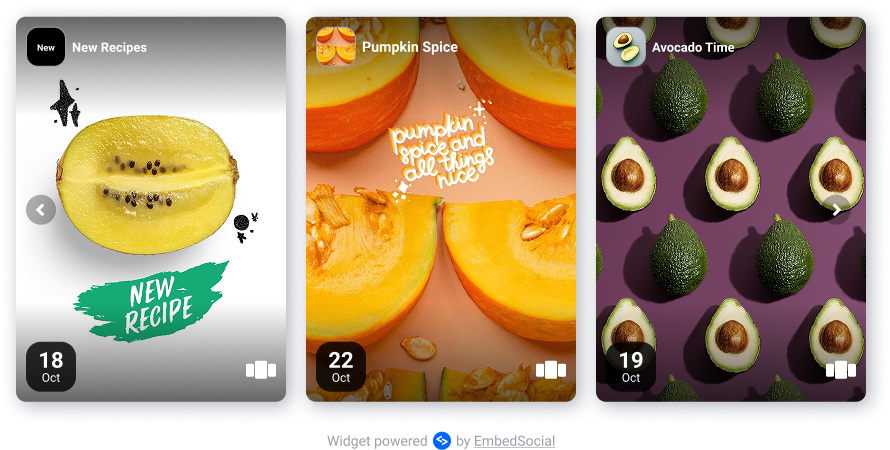 New
New Recipes
NEW
RECIPE
18
Oct
Pumpkin Spice
pumpkin
spice and
all things
nice
22
Oct
Avocado Time
19
Oct
Widget powered by EmbedSocial